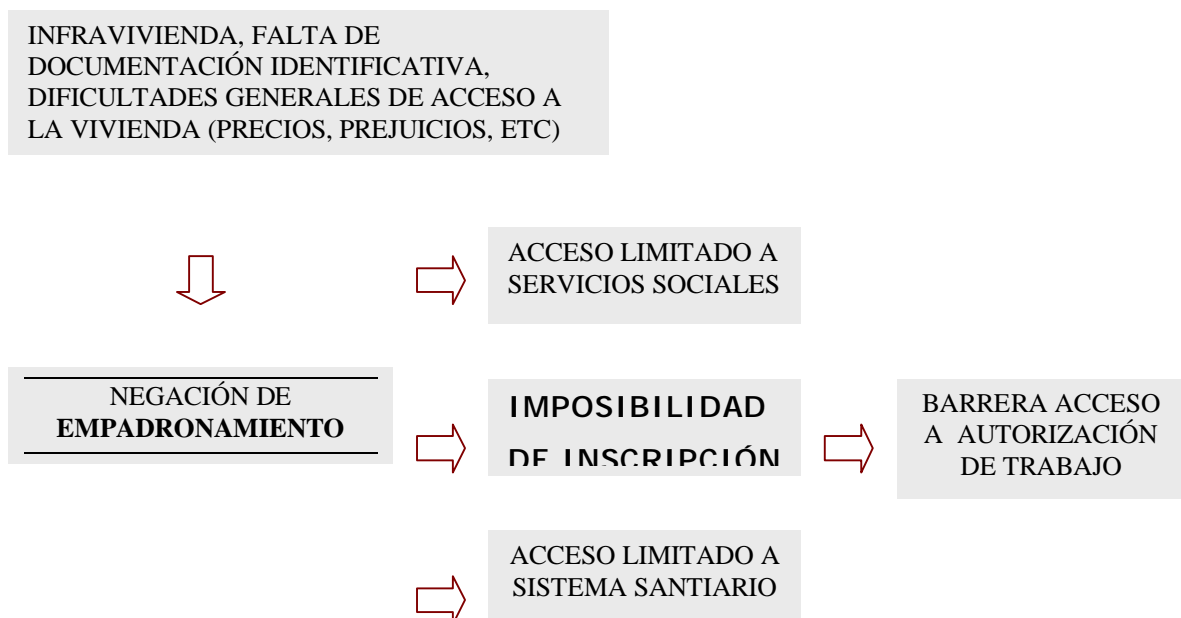 INFRAVIVIENDA, FALTA DE
DOCUMENTACIÓN IDENTIFICATIVA,
DIFICULTADES GENERALES DE ACCESO A
LA VIVIENDA (PRECIOS, PREJUICIOS, ETC)
ACCESO LIMITADO A
SERVICIOS SOCIALES
NEGACIÓN DE
EMPADRONAMIENTO
IMPOSIBILIDAD
DE INSCRIPCIÓN
BARRERA ACCESO
A AUTORIZACIÓN
DE TRABAJO
ACCESO LIMITADO A
SISTEMA SANTIARIO